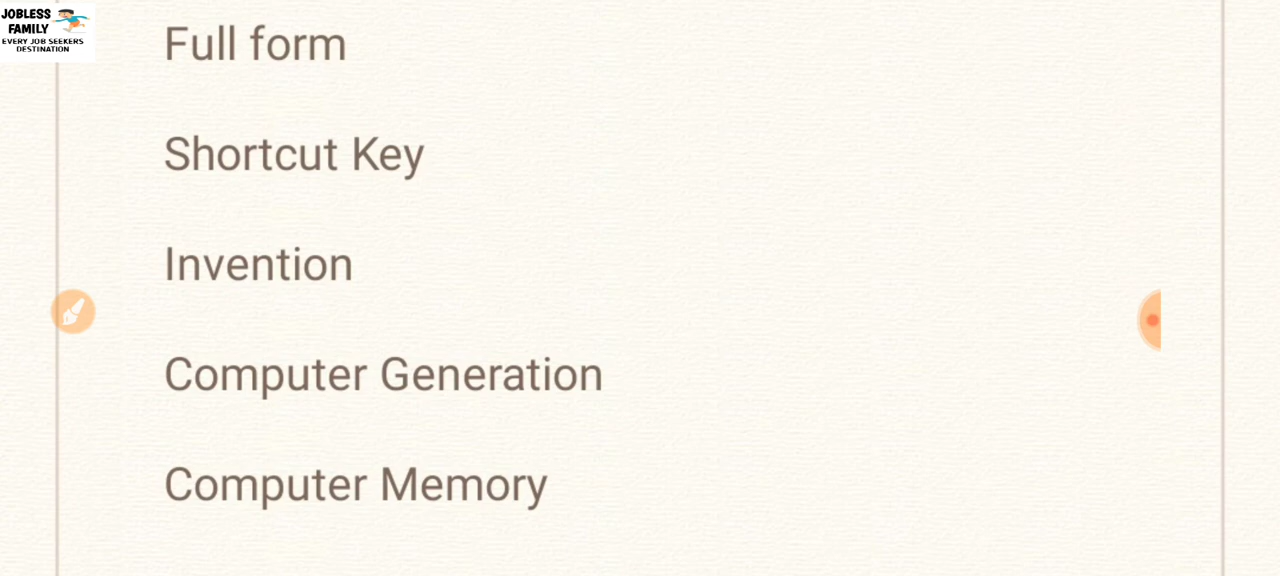 JOBLESS
FAMILY
EVERY JOB SEEKERS
DESTINATION
Full form
Shortcut Key
Invention
Computer Generation
Computer Memory